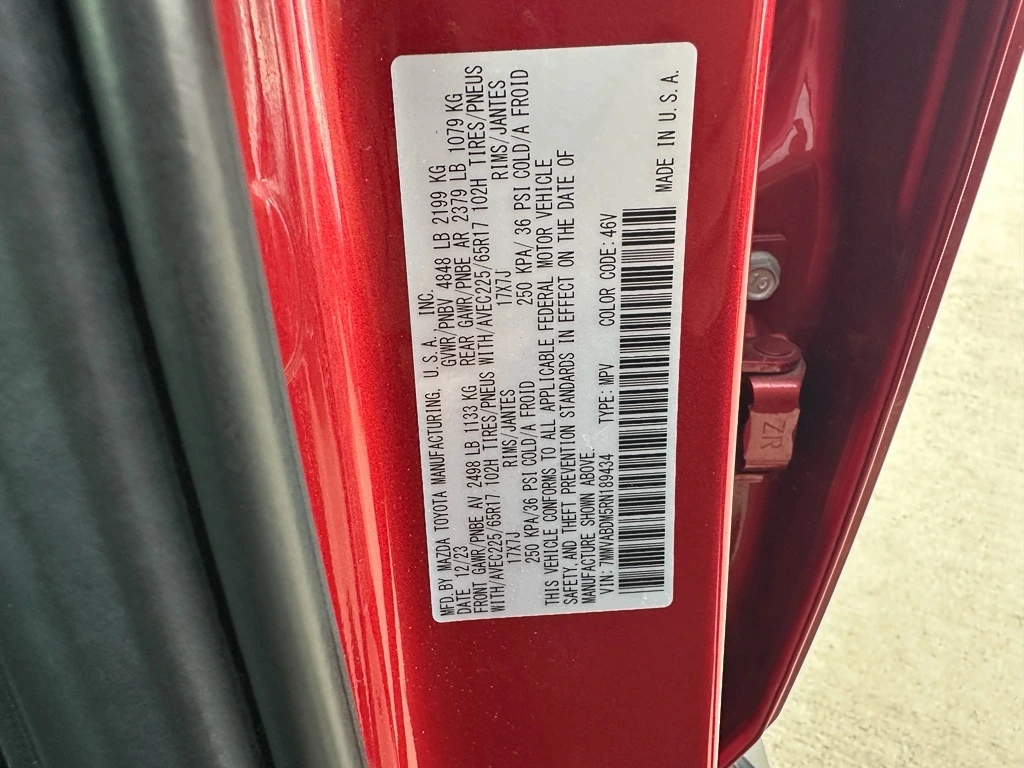 MFD.BY MAZDA TOYOTA MANUFACTURING, U.S.A., INC.
DATE 12/23 GVWR/PNBV 4848 LB 2199 KG
FRONT GAWR/PNBE AV 2498 LB 1133 KG REAR GAWR/PNBE AR 2379 LB 1079 KG
WITH/AVEC225/65R17 102H TIRES/PNEUS WITH/AVEC225/65R17 102H TIRES/PNEUS
17X7J RIMS/JANTES 17X7J RIMS/JANTES
250 KPA/36 PSI COLD/A FROID 250 KPA/ 36 PSI COLD/A FROID
THIS VEHICLE CONFORMS TO ALL APPLICABLE FEDERAL MOTOR VEHICLE
SAFETY,AND THEFT PREVENTION STANDARDS IN EFFECT ON THE DATE OF
MANUFACTURE SHOWN ABOVE.
VIN: 7MMVABDM5RN189434 TYPE: MPV COLOR CODE: 46V
MADE IN U.S.A.
ZR